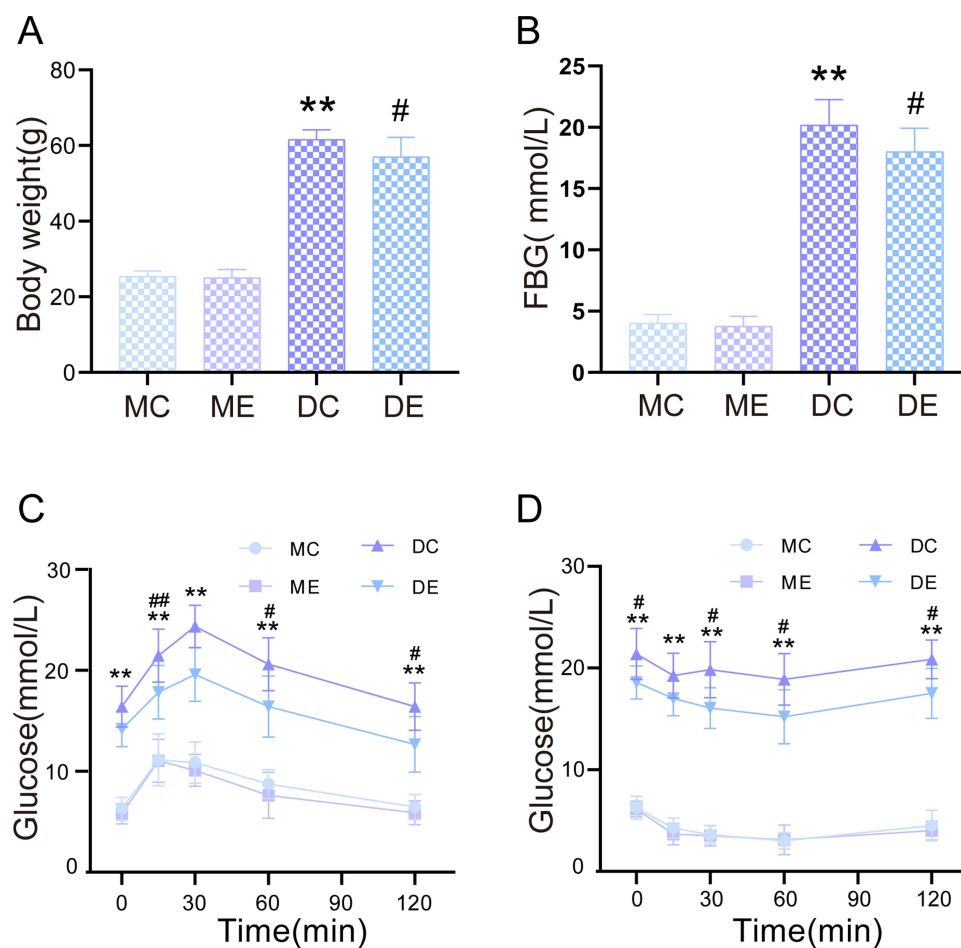 A
Body weight(g)
80
60
40
20
0
**
#
MC ME DC DE
B
FBG( mmol/L)
25
20
15
10
5
0
**
#
MC ME DC DE
C
MC DC
ME DE
Glucose(mmol/L)
30
20
10
0
**
##
**
**
#
**
#
**
0 30 60 90 120
Time(min)
D
MC DC
ME DE
Glucose(mmol/L)
30
20
10
0
#
**
**
#
**
#
**
#
**
0 30 60 90 120
Time(min)